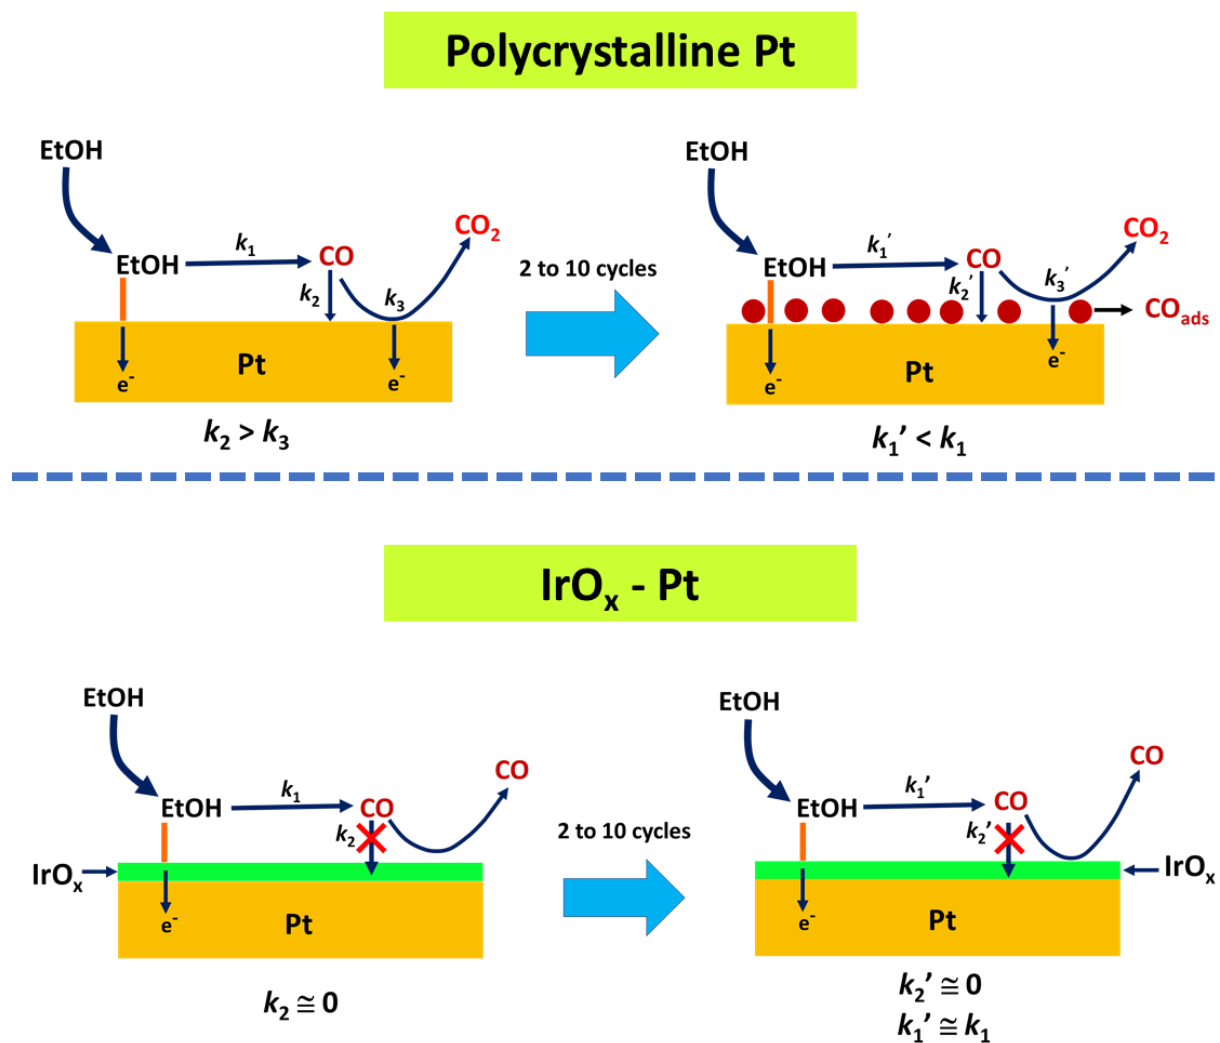 Polycrystalline Pt
EtOH
EtOH
k₁
CO
k₂
k₃
CO₂
Pt
e⁻
e⁻
k₂ > k₃
2 to 10 cycles
EtOH
EtOH
k₁′
CO
k₂′
k₃′
CO₂
COads
Pt
e⁻
e⁻
k₁’ < k₁
IrOₓ - Pt
EtOH
EtOH
k₁
CO
k₂
CO
IrOₓ
Pt
e⁻
k₂ ≅ 0
2 to 10 cycles
EtOH
EtOH
k₁’
CO
k₂’
CO
IrOₓ
Pt
e⁻
k₂’ ≅ 0
k₁’ ≅ k₁